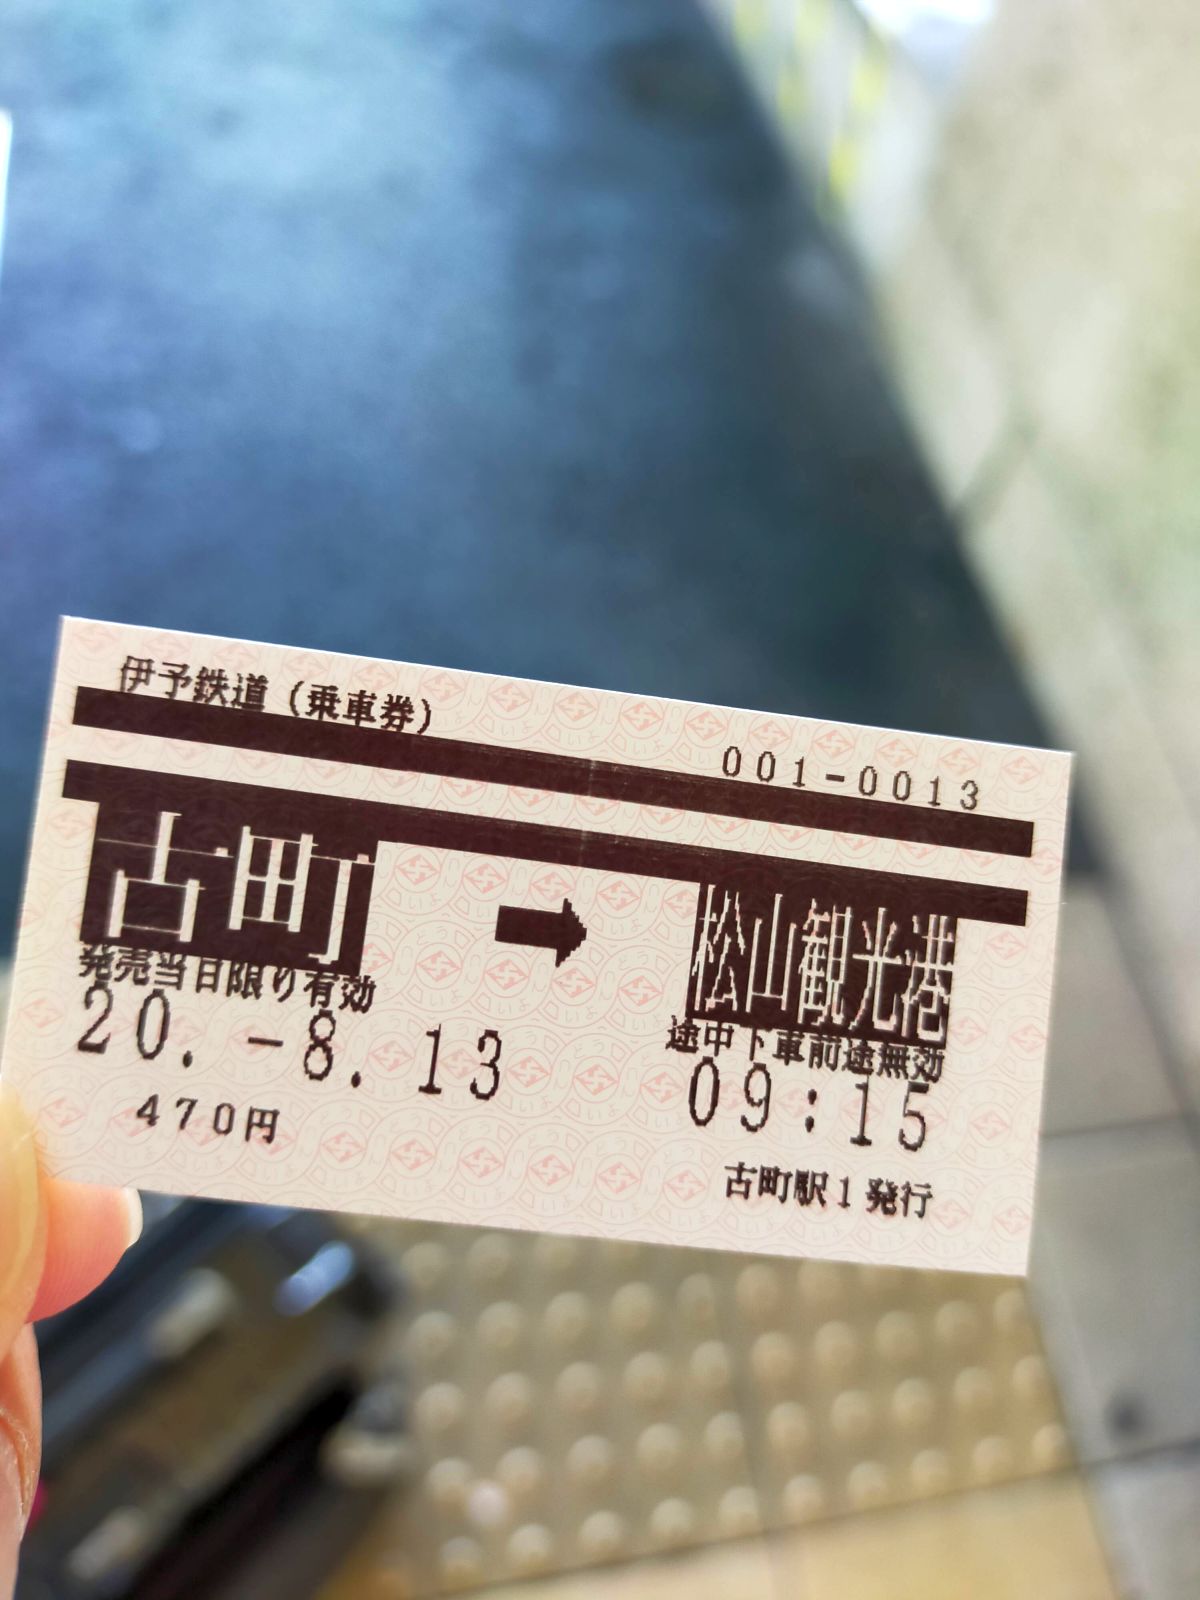 伊予鉄道（乗車券）
001-0013
古町 → 松山観光港
発売当日限り有効 途中下車前途無効
20.-8.13 09:15
470円
古町駅1発行